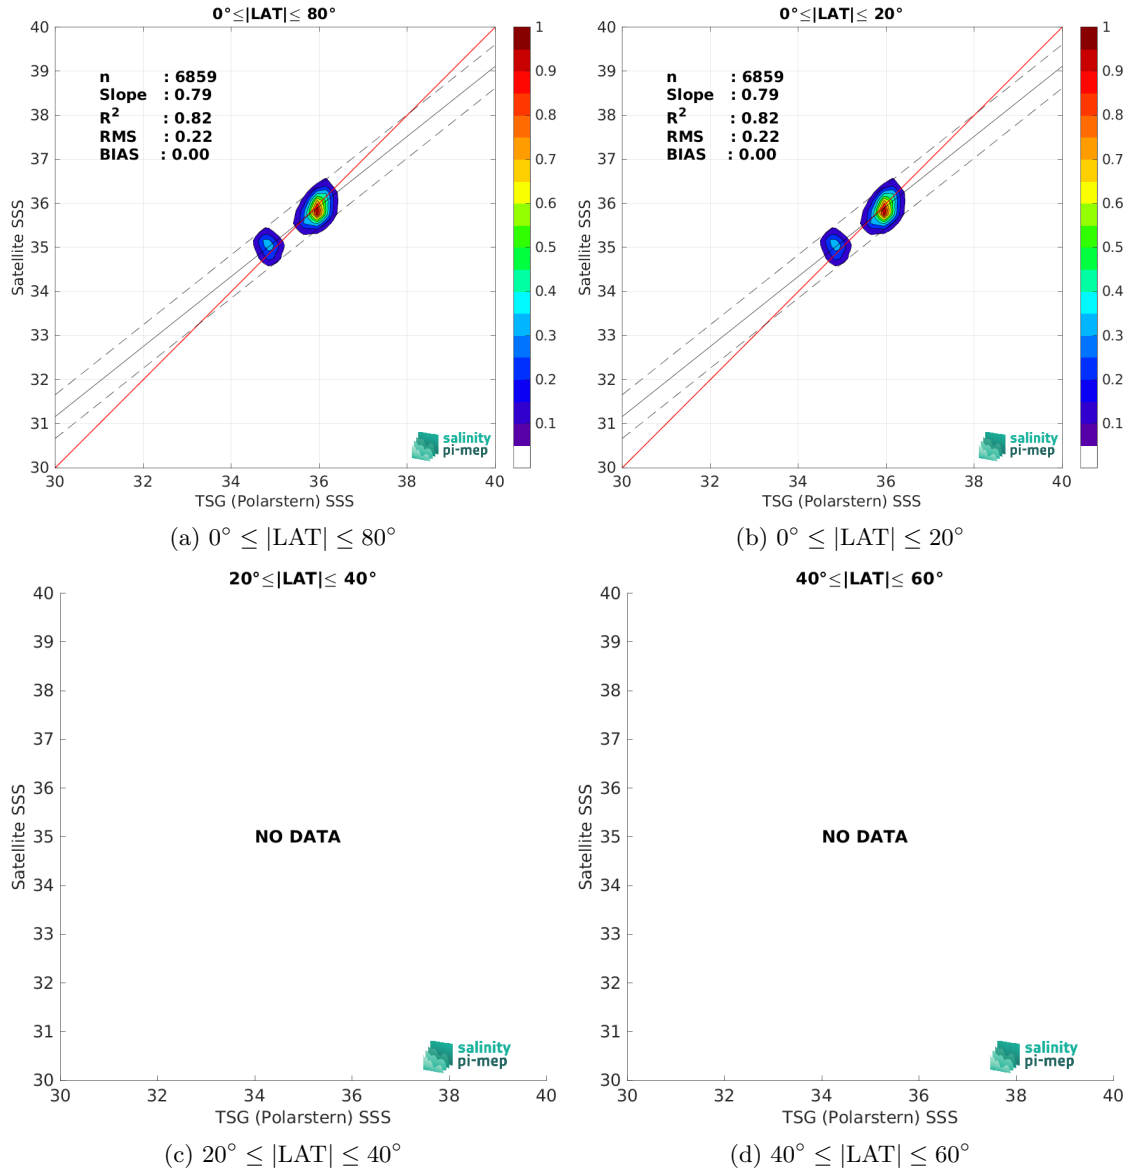 0°≤|LAT|≤ 80°
40
39
38
37
36
35
34
33
32
31
30
Satellite SSS
n : 6859
Slope : 0.79
R² : 0.82
RMS : 0.22
BIAS : 0.00
salinity
pi-mep
30 32 34 36 38 40
TSG (Polarstern) SSS
1
0.9
0.8
0.7
0.6
0.5
0.4
0.3
0.2
0.1
(a) 0° ≤ |LAT| ≤ 80°
0°≤|LAT|≤ 20°
40
39
38
37
36
35
34
33
32
31
30
Satellite SSS
n : 6859
Slope : 0.79
R² : 0.82
RMS : 0.22
BIAS : 0.00
salinity
pi-mep
30 32 34 36 38 40
TSG (Polarstern) SSS
1
0.9
0.8
0.7
0.6
0.5
0.4
0.3
0.2
0.1
(b) 0° ≤ |LAT| ≤ 20°
20°≤|LAT|≤ 40°
40
39
38
37
36
35
34
33
32
31
30
Satellite SSS
NO DATA
salinity
pi-mep
30 32 34 36 38 40
TSG (Polarstern) SSS
(c) 20° ≤ |LAT| ≤ 40°
40°≤|LAT|≤ 60°
40
39
38
37
36
35
34
33
32
31
30
Satellite SSS
NO DATA
salinity
pi-mep
30 32 34 36 38 40
TSG (Polarstern) SSS
(d) 40° ≤ |LAT| ≤ 60°